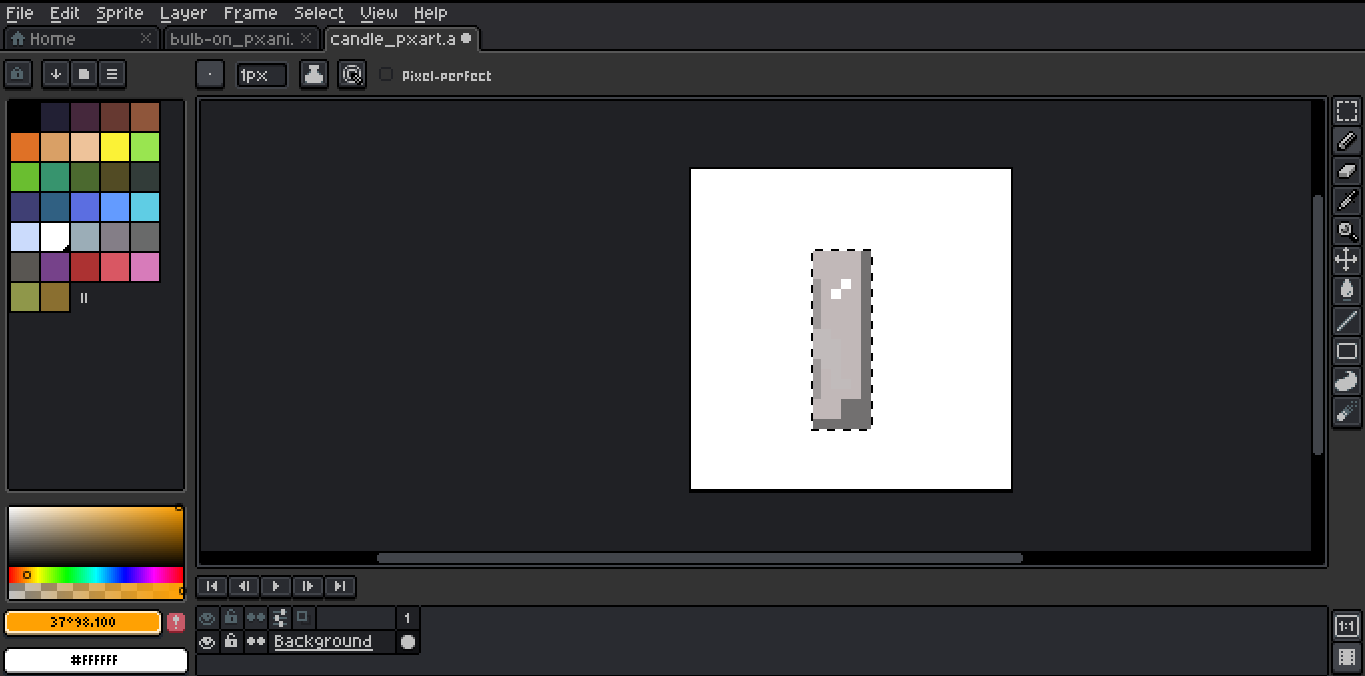 File Edit Sprite Layer Frame Select View Help
Home bulb-on_pxani. candle_pxart.a
1px Pixel-perfect
37°98.100
#FFFFFF
1
Background
1:1